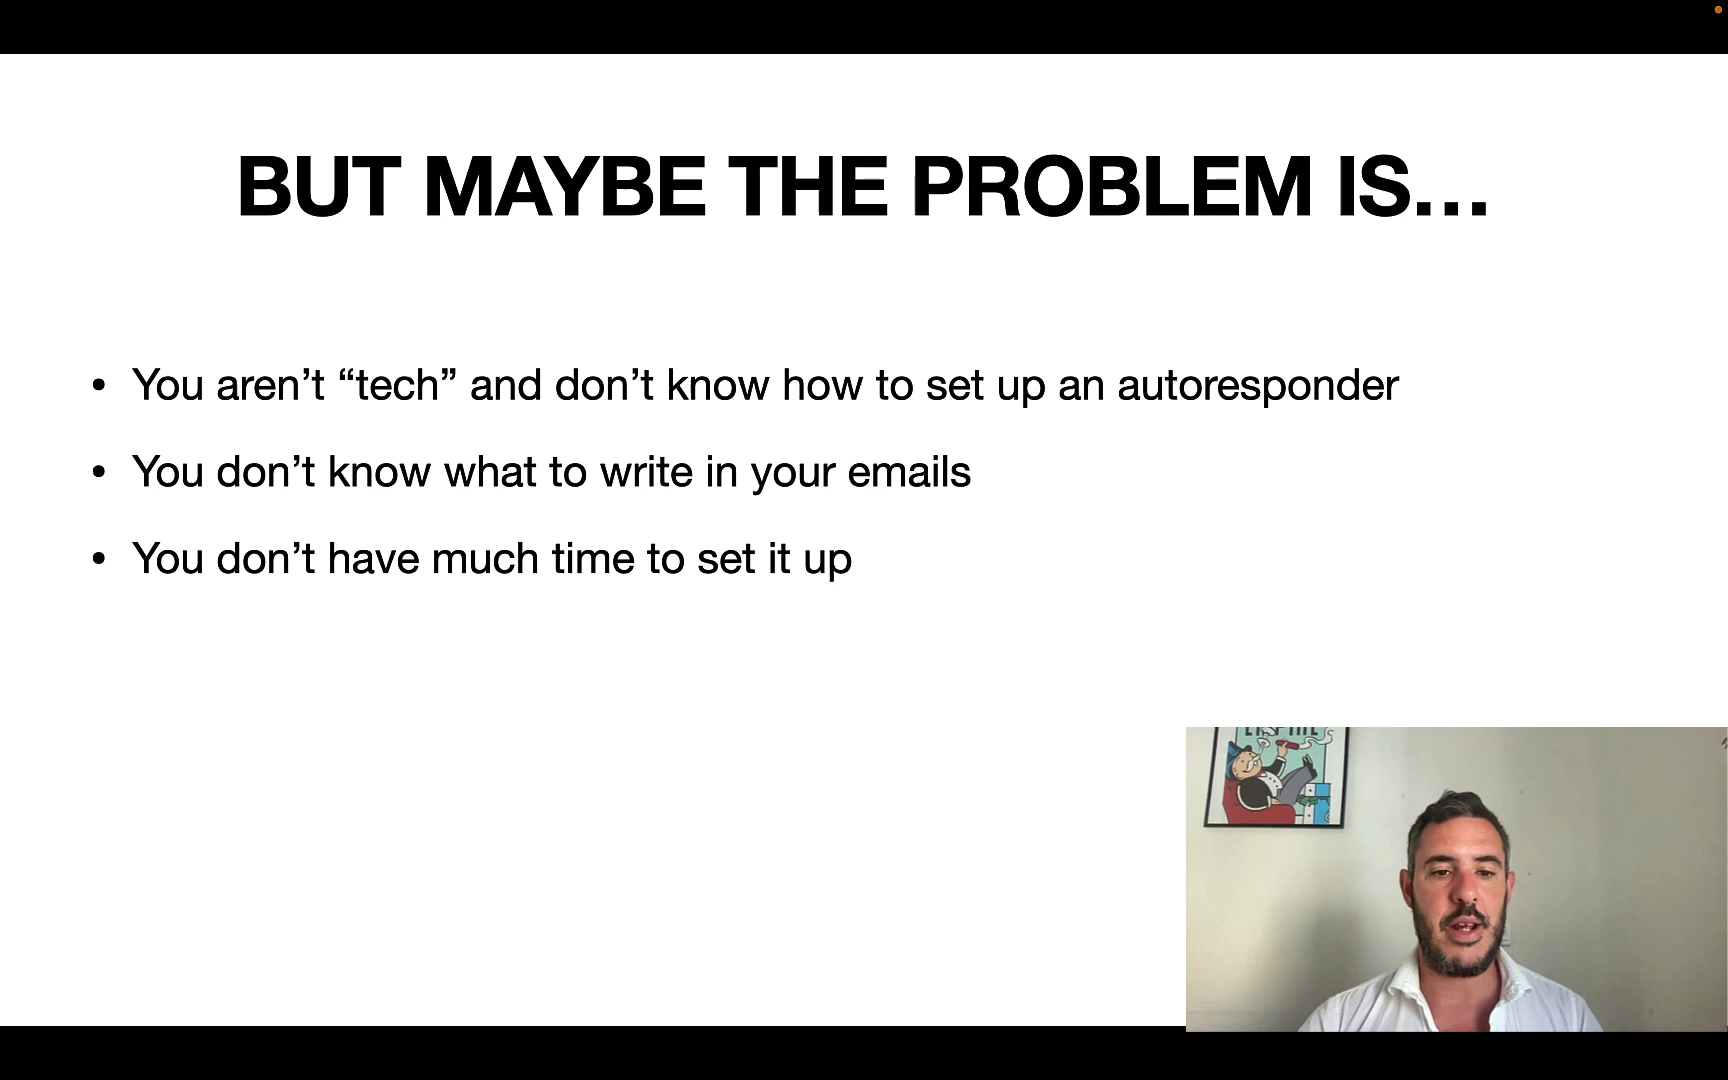 BUT MAYBE THE PROBLEM IS…
• You aren’t “tech” and don’t know how to set up an autoresponder
• You don’t know what to write in your emails
• You don’t have much time to set it up